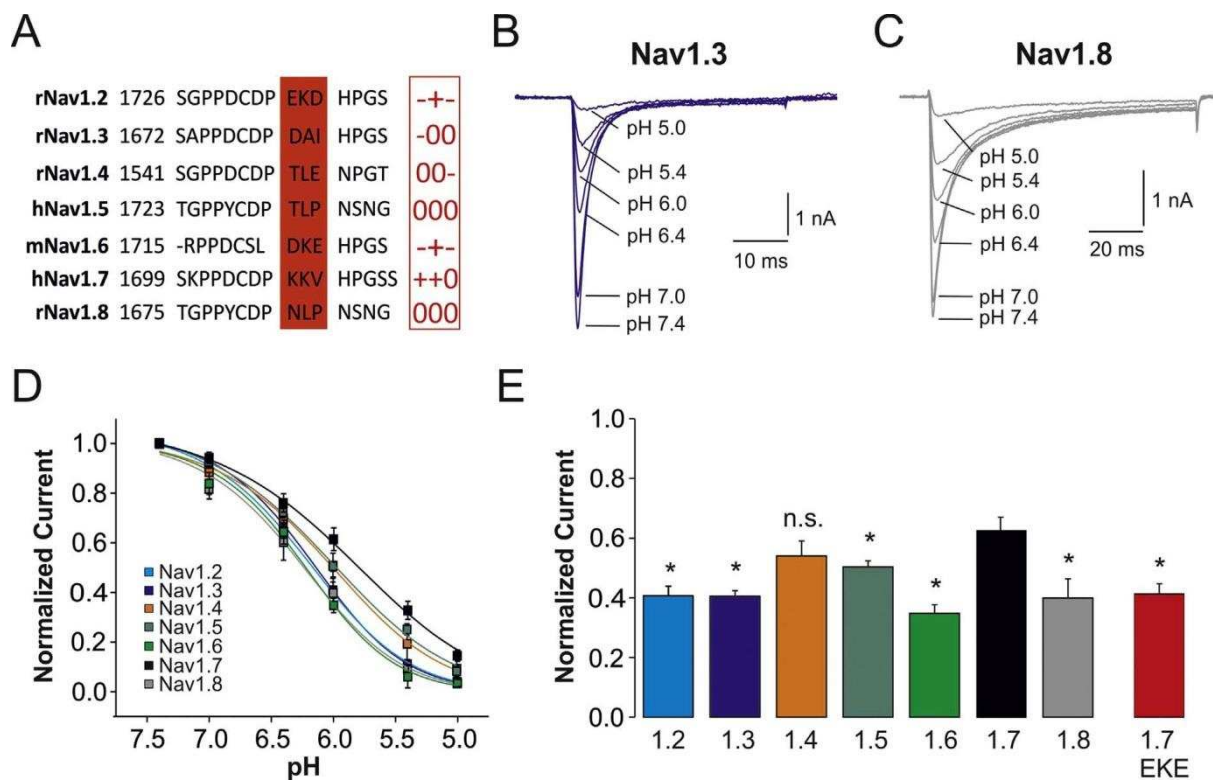 A
rNav1.2 1726 SGPPDCDP EKD HPGS -+-
rNav1.3 1672 SAPPDCDP DAI HPGS -00
rNav1.4 1541 SGPPDCDP TLE NPGT 00-
hNav1.5 1723 TGPPYCDP TLP NSNG 000
mNav1.6 1715 -RPPDCSL DKE HPGS -+-
hNav1.7 1699 SKPPDCDP KKV HPGSS ++0
rNav1.8 1675 TGPPYCDP NLP NSNG 000
B
Nav1.3
pH 5.0
pH 5.4
pH 6.0
pH 6.4
pH 7.0
pH 7.4
1 nA
10 ms
C
Nav1.8
pH 5.0
pH 5.4
pH 6.0
pH 6.4
pH 7.0
pH 7.4
1 nA
20 ms
D
Normalized Current
1.0
0.8
0.6
0.4
0.2
0.0
Nav1.2
Nav1.3
Nav1.4
Nav1.5
Nav1.6
Nav1.7
Nav1.8
7.5 7.0 6.5 6.0 5.5 5.0
pH
E
Normalized Current
1.0
0.8
0.6
0.4
0.2
0.0
* * n.s. * * * *
1.2 1.3 1.4 1.5 1.6 1.7 1.8 1.7
EKE